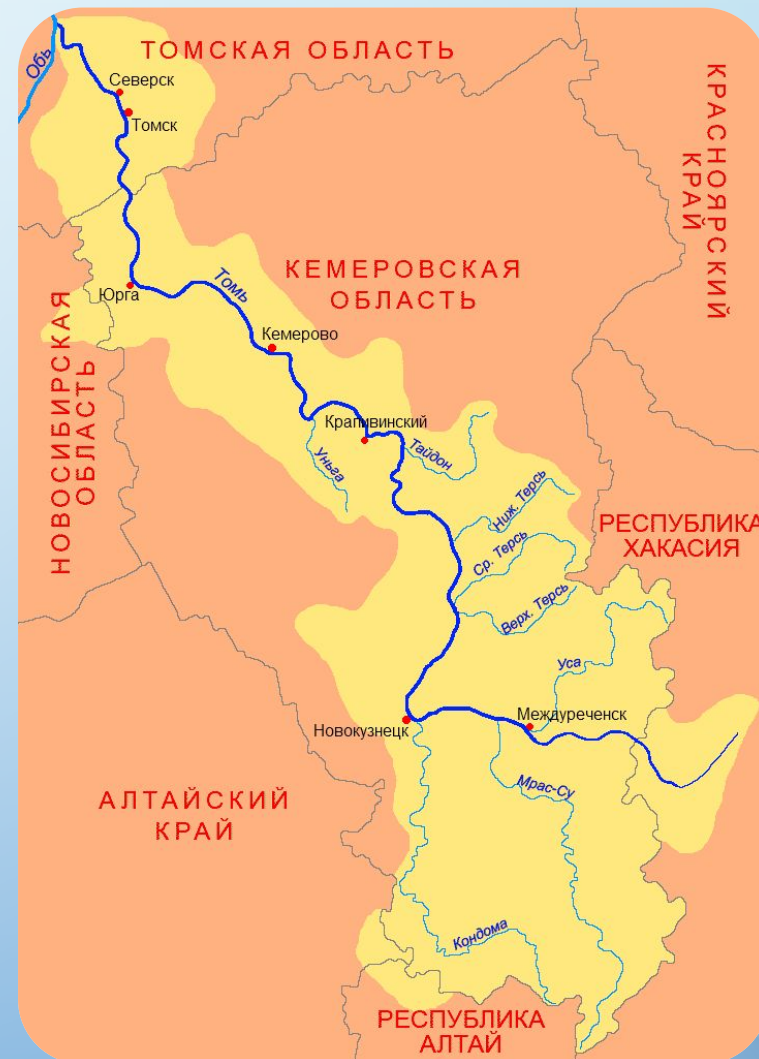 ТОМСКАЯ ОБЛАСТЬ
Обь
Северск
Томск
КРАСНОЯРСКИЙ
КРАЙ
КЕМЕРОВСКАЯ
ОБЛАСТЬ
Томь
Юрга
НОВОСИБИРСКАЯ
ОБЛАСТЬ
Кемерово
Крапивинский
Тайдон
Уньга
Ниж. Терсь
РЕСПУБЛИКА
ХАКАСИЯ
Ср. Терсь
Верх. Терсь
Уса
Междуреченск
Новокузнецк
Мрас-Су
АЛТАЙСКИЙ
КРАЙ
Кондома
РЕСПУБЛИКА
АЛТАЙ